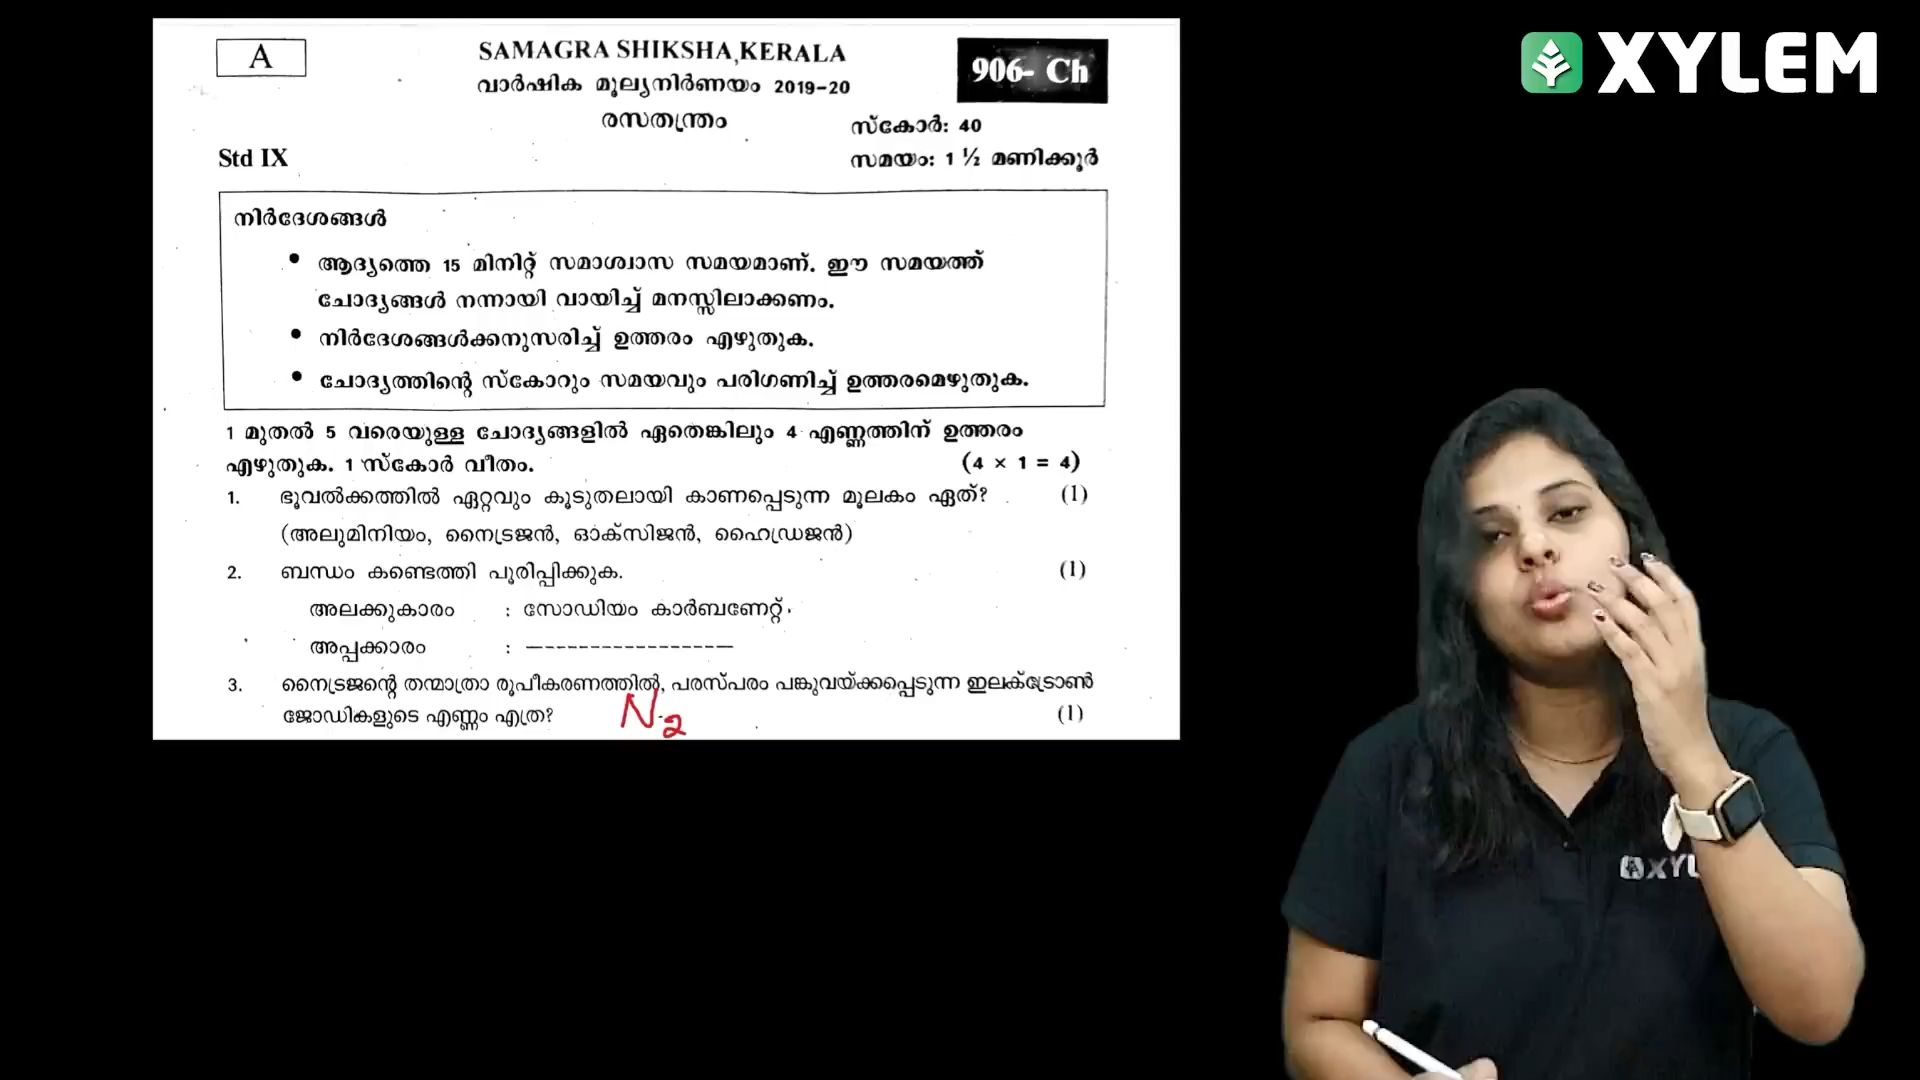 A
SAMAGRA SHIKSHA,KERALA
906- Ch
വാർഷിക മൂല്യനിർണയം 2019-20
രസതന്ത്രം
സ്കോർ: 40
Std IX
സമയം: 1 ½ മണിക്കൂർ
നിർദേശങ്ങൾ
• ആദ്യത്തെ 15 മിനിറ്റ് സമാശ്വാസ സമയമാണ്. ഈ സമയത്ത്
ചോദ്യങ്ങൾ നന്നായി വായിച്ച് മനസ്സിലാക്കണം.
• നിർദേശങ്ങൾക്കനുസരിച്ച് ഉത്തരം എഴുതുക.
• ചോദ്യത്തിന്റെ സ്കോറും സമയവും പരിഗണിച്ച് ഉത്തരമെഴുതുക.
1 മുതൽ 5 വരെയുള്ള ചോദ്യങ്ങളിൽ ഏതെങ്കിലും 4 എണ്ണത്തിന് ഉത്തരം
എഴുതുക. 1 സ്കോർ വീതം. (4 × 1 = 4)
1. ഭൂവൽക്കത്തിൽ ഏറ്റവും കൂടുതലായി കാണപ്പെടുന്ന മൂലകം ഏത്? (1)
(അലുമിനിയം, നൈട്രജൻ, ഓക്സിജൻ, ഹൈഡ്രജൻ)
2. ബന്ധം കണ്ടെത്തി പൂരിപ്പിക്കുക. (1)
അലക്കുകാരം : സോഡിയം കാർബണേറ്റ്
അപ്പക്കാരം : ------------------
3. നൈട്രജന്റെ തന്മാത്രാ രൂപീകരണത്തിൽ, പരസ്പരം പങ്കുവയ്ക്കപ്പെടുന്ന ഇലക്ട്രോൺ
ജോഡികളുടെ എണ്ണം എത്ര? (1)
N2
XYLEM
XYL